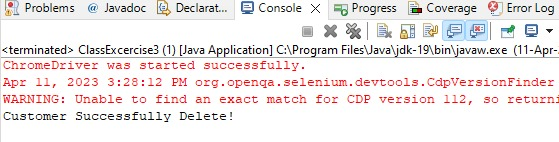 Problems @ Javadoc Declarat... Console Progress Coverage Error Log
<terminated> ClassExcercise3 (1) [Java Application] C:\Program Files\Java\jdk-19\bin\javaw.exe (11-Apr-
ChromeDriver was started successfully.
Apr 11, 2023 3:28:12 PM org.openqa.selenium.devtools.CdpVersionFinder
WARNING: Unable to find an exact match for CDP version 112, so returni
Customer Successfully Delete!